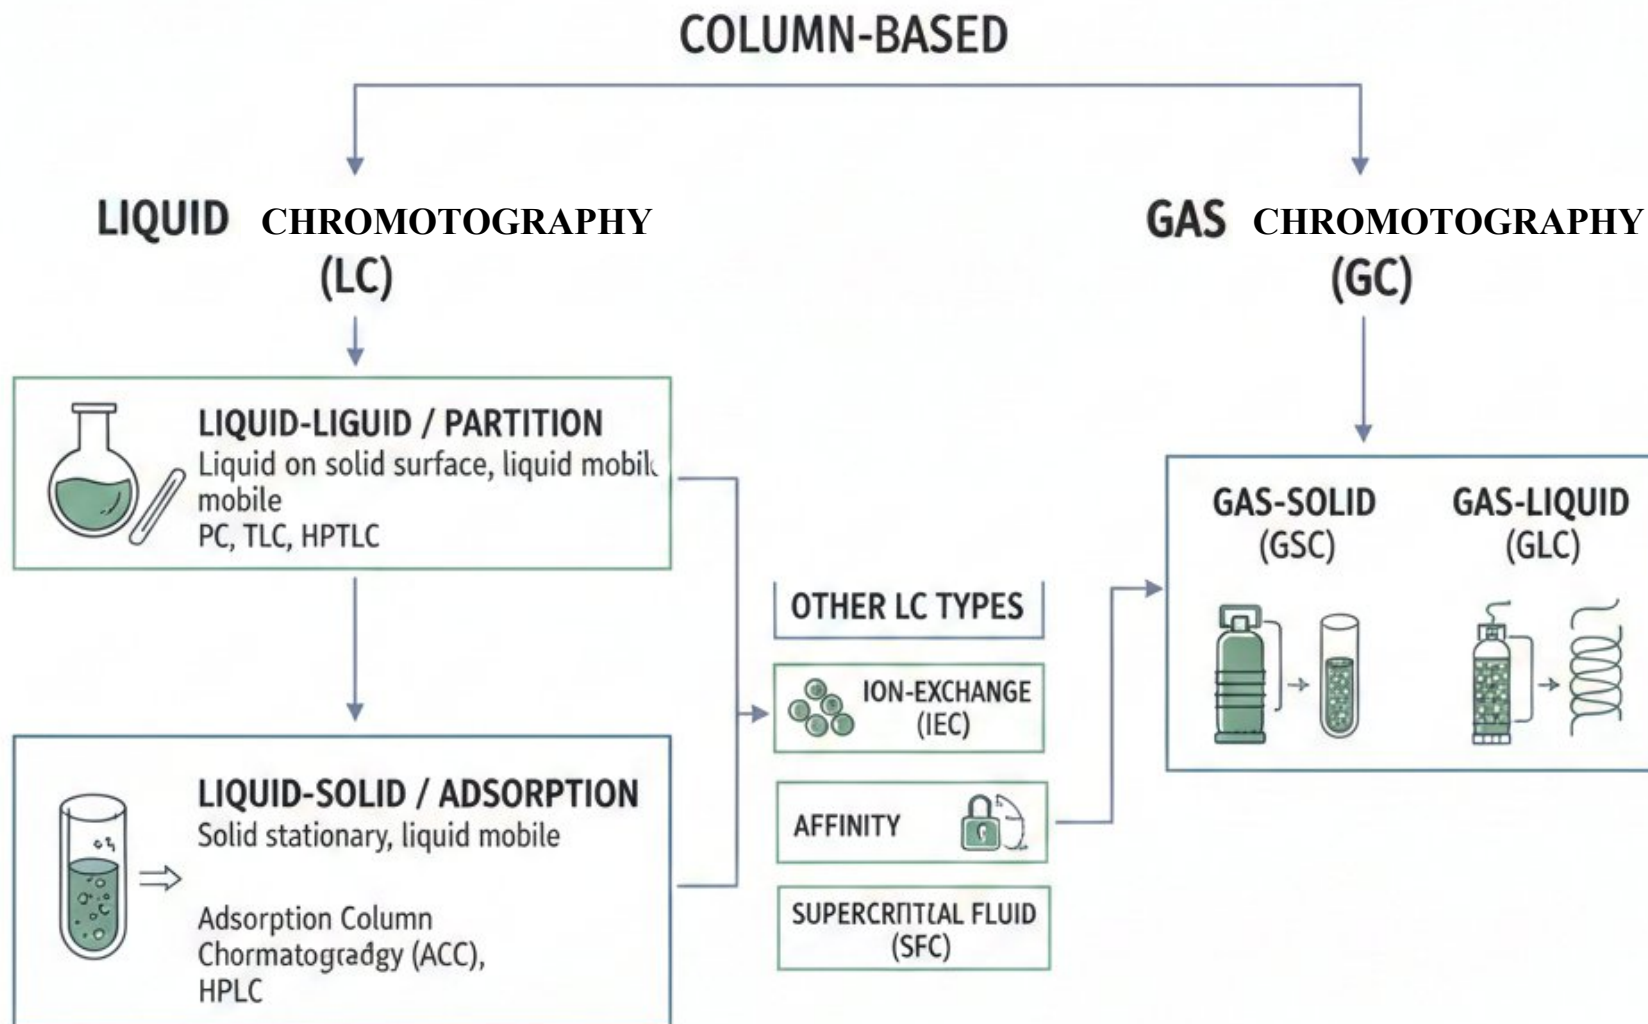 COLUMN-BASED
LIQUID CHROMOTOGRAPHY
(LC)
GAS CHROMOTOGRAPHY
(GC)
LIQUID-LIGUID / PARTITION
Liquid on solid surface, liquid mobil
mobile
PC, TLC, HPTLC
LIQUID-SOLID / ADSORPTION
Solid stationary, liquid mobile
Adsorption Column
Chormatogradgy (ACC),
HPLC
OTHER LC TYPES
ION-EXCHANGE
(IEC)
AFFINITY
FLUID
(SFC)
GAS-SOLID
(GSC)
GAS-LIQUID
(GLC)